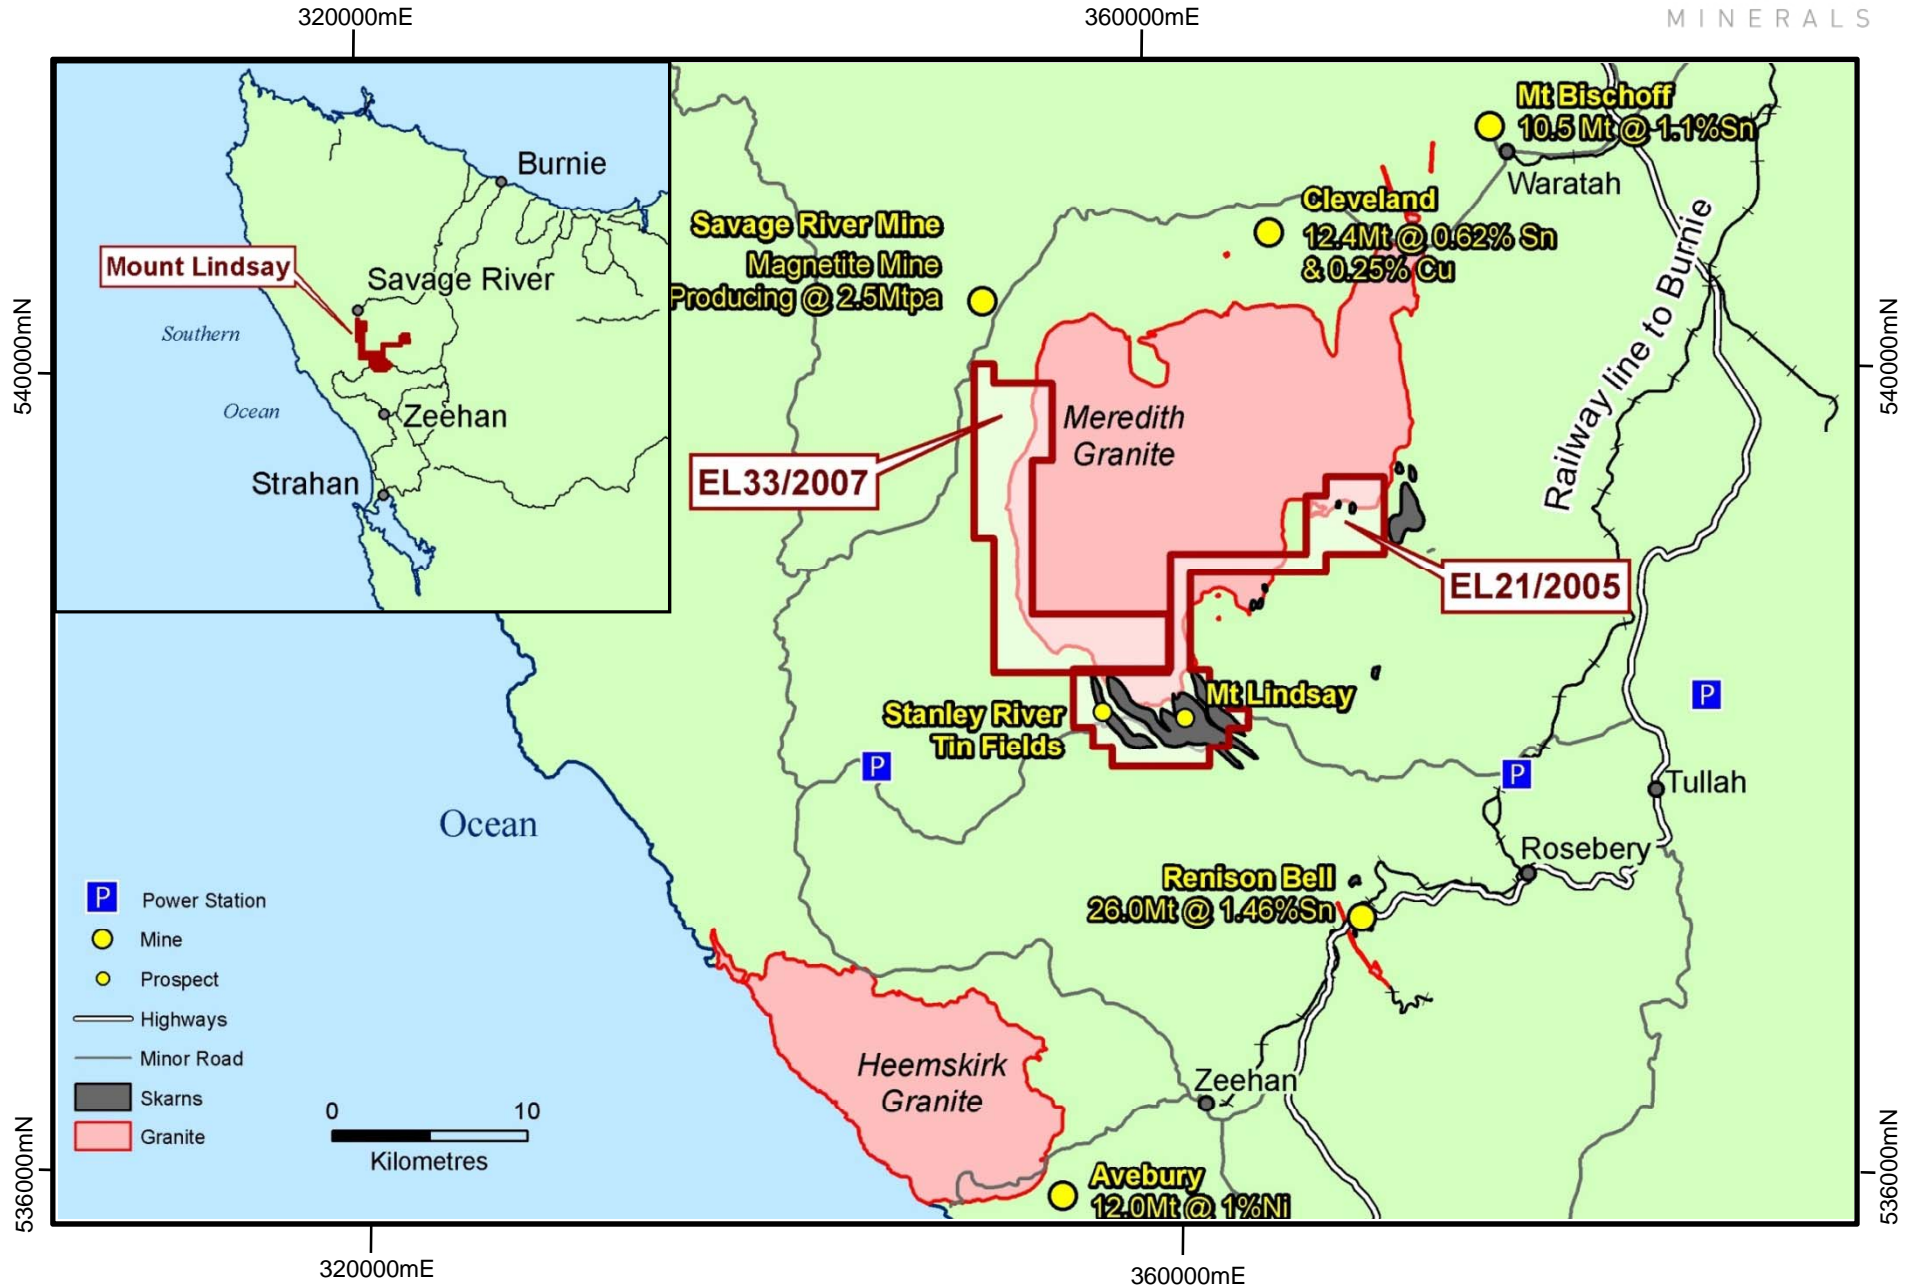 320000mE
360000mE
MINERALS
Mt Bischoff
10.5 Mt @ 1.1%Sn
Waratah
Burnie
Cleveland
12.4Mt @ 0.62% Sn
& 0.25% Cu
Savage River Mine
Magnetite Mine
Producing @ 2.5Mtpa
Mount Lindsay
Savage River
Southern
Ocean
Zeehan
Strahan
Railway line to Burnie
5400000mN
5400000mN
Meredith
Granite
EL33/2007
EL21/2005
Mt Lindsay
Stanley River
Tin Fields
P
P
P
Tullah
Ocean
Rosebery
Renison Bell
26.0Mt @ 1.46%Sn
P
Power Station
Mine
Prospect
Highways
Minor Road
Skarns
Granite
0
10
Kilometres
Heemskirk
Granite
Zeehan
Avebury
12.0Mt @ 1%Ni
5360000mN
5360000mN
320000mE
360000mE